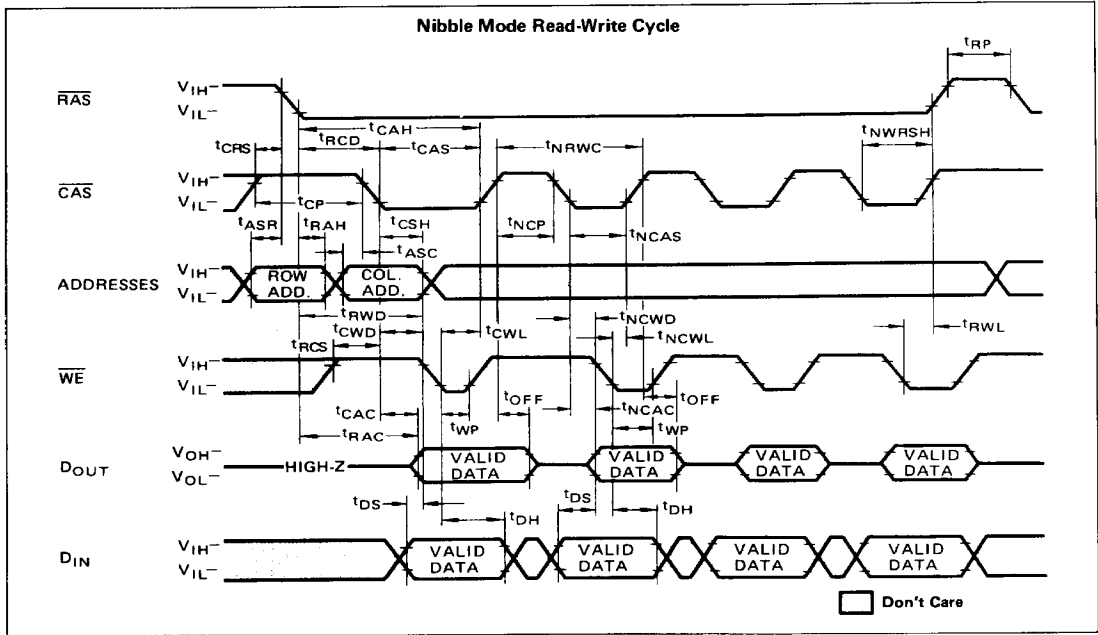 Nibble Mode Read-Write Cycle
tRP
RAS
VIH
VIL
tCAH
tCRS
tRCD
tCAS
tNRWC
tNWRSH
CAS
VIH
VIL
tCP
tASR
tRAH
tCSH
tNCP
tNCAS
tASC
ADDRESSES
VIH
VIL
ROW ADD.
COL. ADD.
tRWD
tCWD
tCWL
tNCWD
tRCS
tNCWL
tRWL
WE
VIH
VIL
tOFF
tOFF
tCAC
tWP
tNCAC
tRAC
tWP
DOUT
VOH
VOL
HIGH-Z
VALID DATA
VALID DATA
VALID DATA
VALID DATA
tDS
tDH
tDS
tDH
DIN
VIH
VIL
VALID DATA
VALID DATA
VALID DATA
VALID DATA
Don't Care